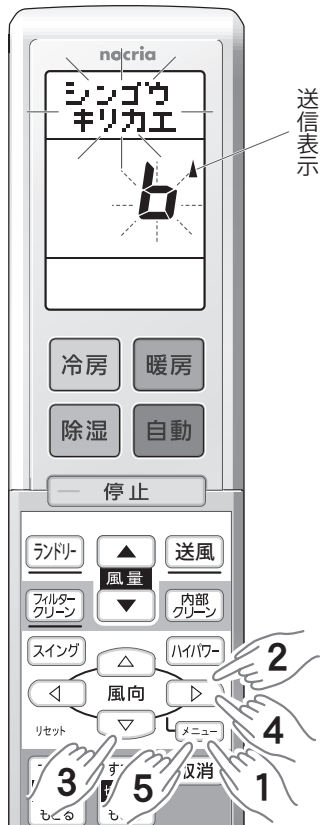 nocria
シンゴウ
キリカエ
b
送信表示
冷房
暖房
除湿
自動
停止
ランドリー
風量
送風
フィルター
クリーン
内部
クリーン
スイング
ハイパワー
風向
リセット
メニュー
2
4
3
5
1
す
取消
もどる
も